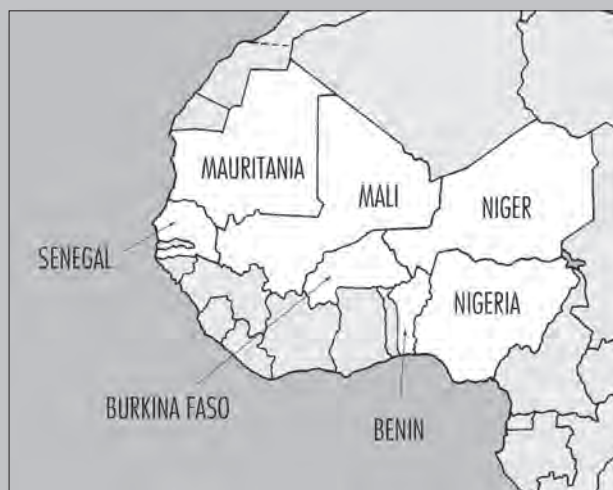 MAURITANIA
MALI
NIGER
SENEGAL
NIGERIA
BURKINA FASO
BENIN